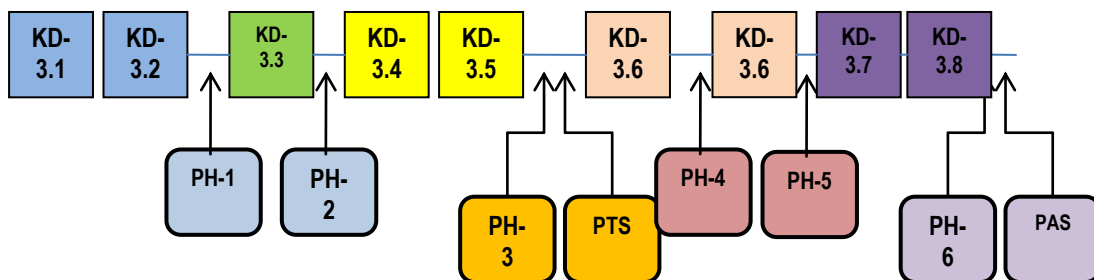 KD-
3.1
KD-
3.2
KD-
3.3
KD-
3.4
KD-
3.5
KD-
3.6
KD-
3.6
KD-
3.7
KD-
3.8
PH-1
PH-
2
PH-
3
PTS
PH-4
PH-5
PH-
6
PAS